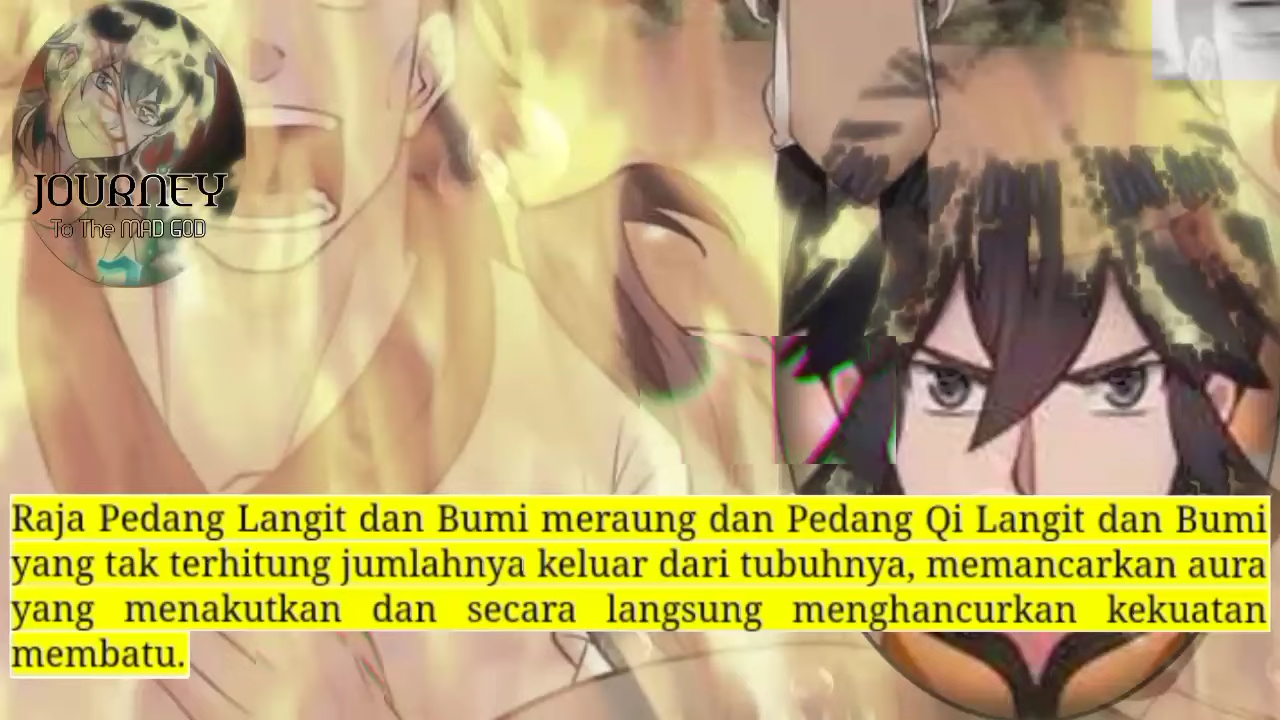 JOURNEY
To The MAD GOD
Raja Pedang Langit dan Bumi meraung dan Pedang Qi Langit dan Bumi
yang tak terhitung jumlahnya keluar dari tubuhnya, memancarkan aura
yang menakutkan dan secara langsung menghancurkan kekuatan
membatu.